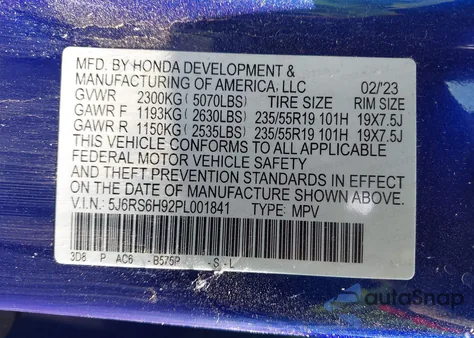 MFD. BY HONDA DEVELOPMENT &
MANUFACTURING OF AMERICA, LLC 02/'23
GVWR 2300KG( 5070LBS) TIRE SIZE RIM SIZE
GAWR F 1193KG( 2630LBS) 235/55R19 101H 19X7.5J
GAWR R 1150KG( 2535LBS) 235/55R19 101H 19X7.5J
THIS VEHICLE CONFORMS TO ALL APPLICABLE
FEDERAL MOTOR VEHICLE SAFETY
AND THEFT PREVENTION STANDARDS IN EFFECT
ON THE DATE OF MANUFACTURE SHOWN ABOVE.
V.I.N.: 5J6RS6H92PL001841 TYPE: MPV
3D8 P AC6 -B575P -S-L
autoSnap